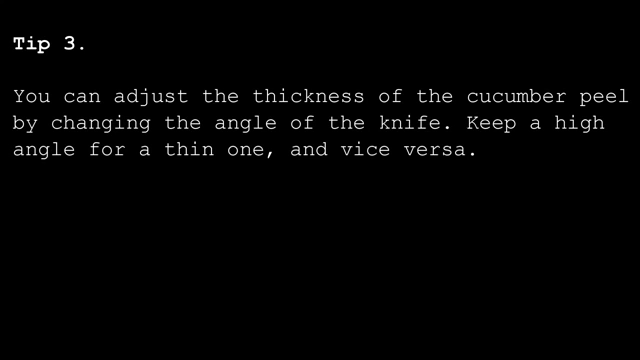 Tip 3.
You can adjust the thickness of the cucumber peel
by changing the angle of the knife. Keep a high
angle for a thin one, and vice versa.